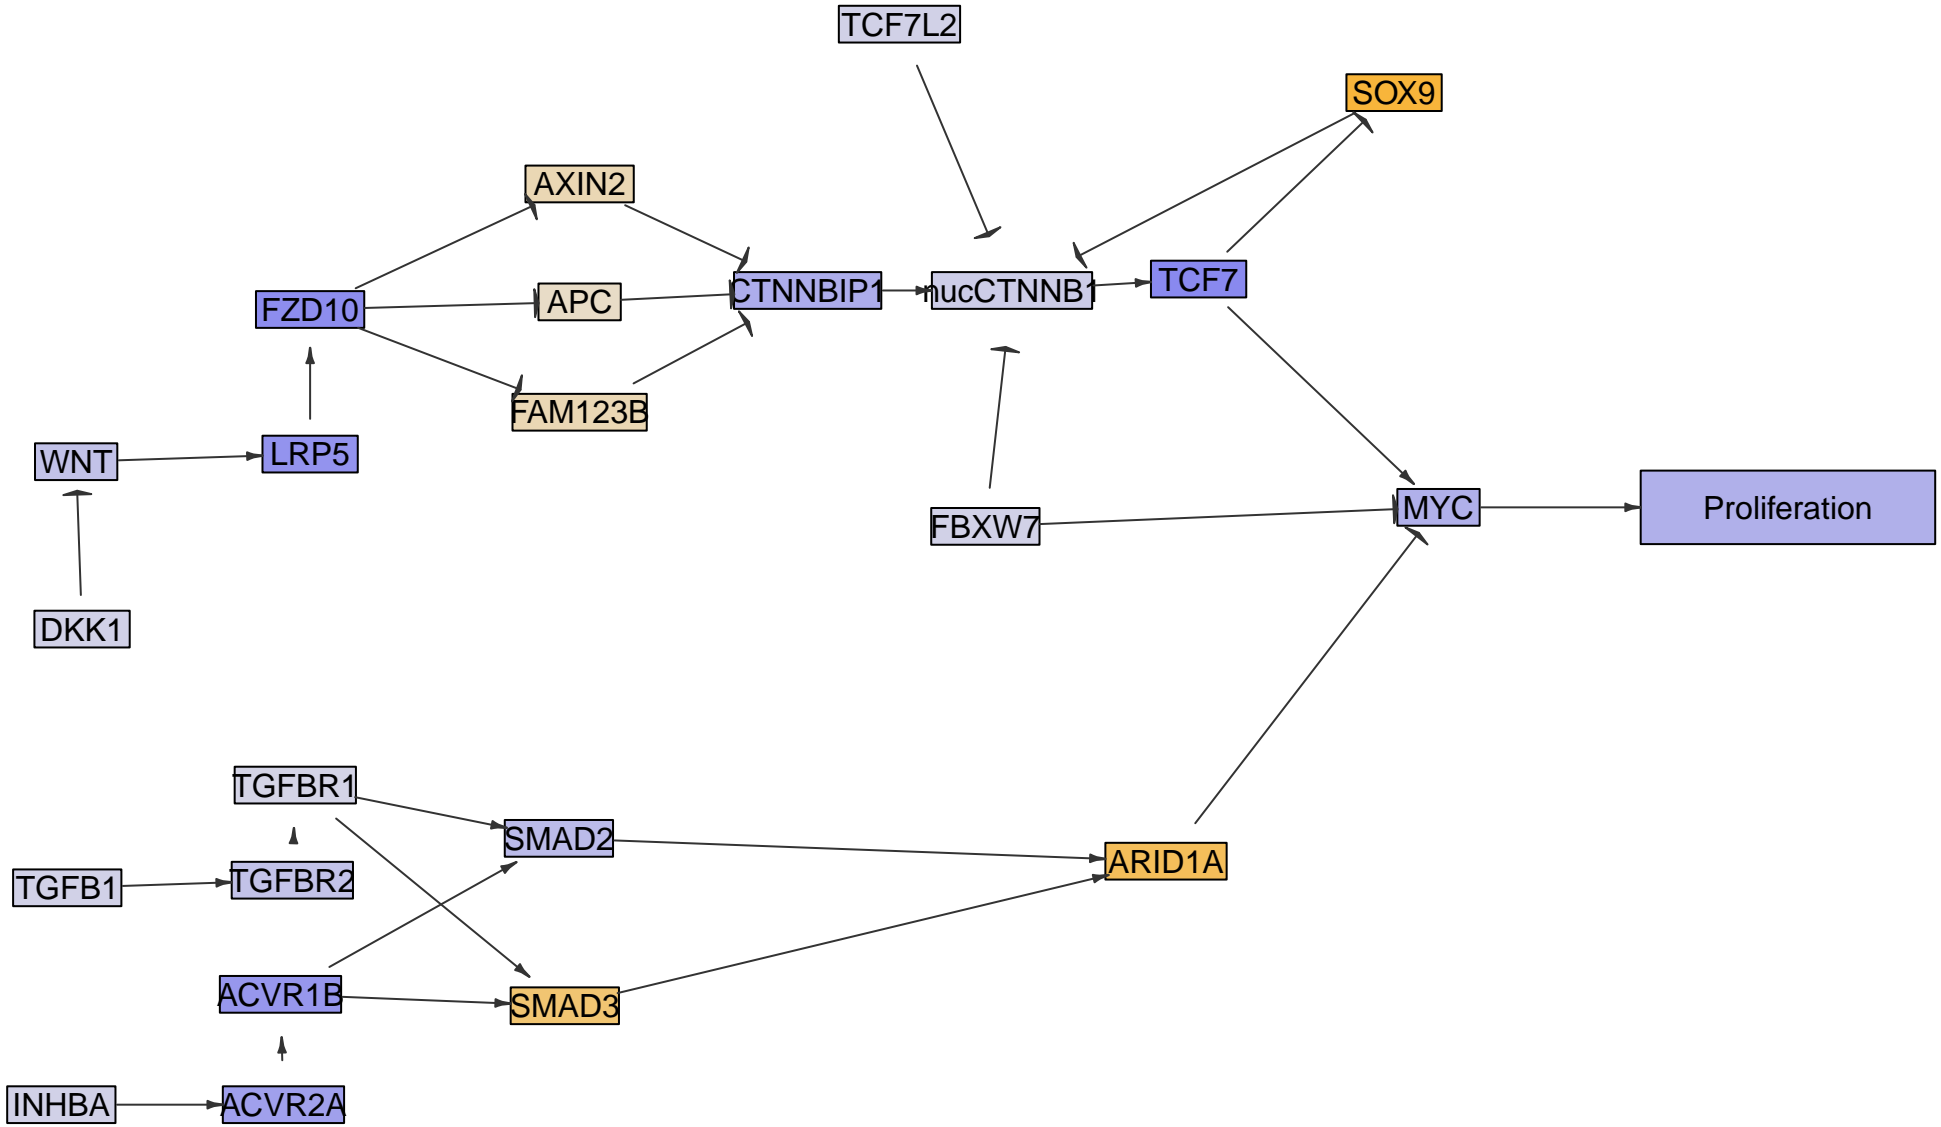 TCF7L2
SOX9
AXIN2
TCF7
CTNNBIP1
nucCTNNB1
APC
FZD10
FAM123B
LRP5
WNT
MYC
Proliferation
FBXW7
DKK1
TGFBR1
SMAD2
ARID1A
TGFBR2
TGFB1
ACVR1B
SMAD3
INHBA
ACVR2A